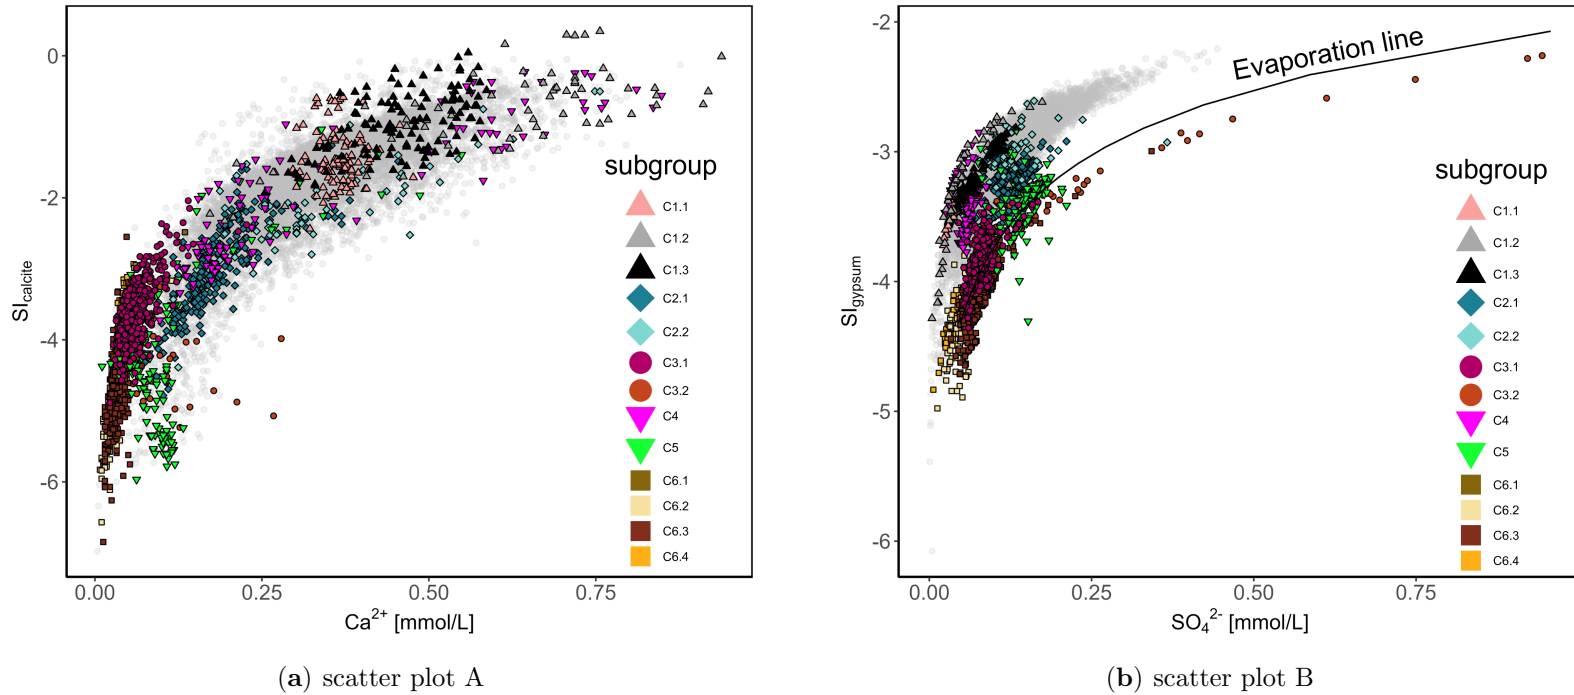 0
-2
-4
-6
SIcalcite
0.00 0.25 0.50 0.75
Ca2+ [mmol/L]
subgroup
C1.1
C1.2
C1.3
C2.1
C2.2
C3.1
C3.2
C4
C5
C6.1
C6.2
C6.3
C6.4
(a) scatter plot A
-2
-3
-4
-5
-6
SIgypsum
Evaporation line
0.00 0.25 0.50 0.75
SO42- [mmol/L]
subgroup
C1.1
C1.2
C1.3
C2.1
C2.2
C3.1
C3.2
C4
C5
C6.1
C6.2
C6.3
C6.4
(b) scatter plot B